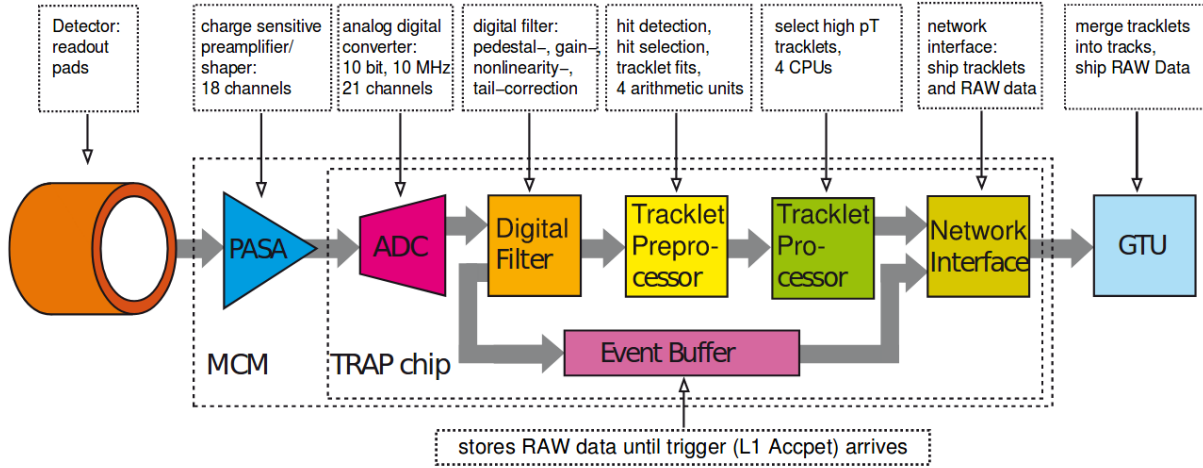 Detector:
readout
pads
charge sensitive
preamplifier/
shaper:
18 channels
analog digital
converter:
10 bit, 10 MHz
21 channels
digital filter:
pedestal−, gain−,
nonlinearity−,
tail−correction
hit detection,
hit selection,
tracklet fits,
4 arithmetic units
select high pT
tracklets,
4 CPUs
network
interface:
ship tracklets
and RAW data
merge tracklets
into tracks,
ship RAW Data
PASA
ADC
Digital
Filter
Tracklet
Prepro-
cessor
Tracklet
Pro-
cessor
Network
Interface
GTU
Event Buffer
MCM
TRAP chip
stores RAW data until trigger (L1 Accpet) arrives